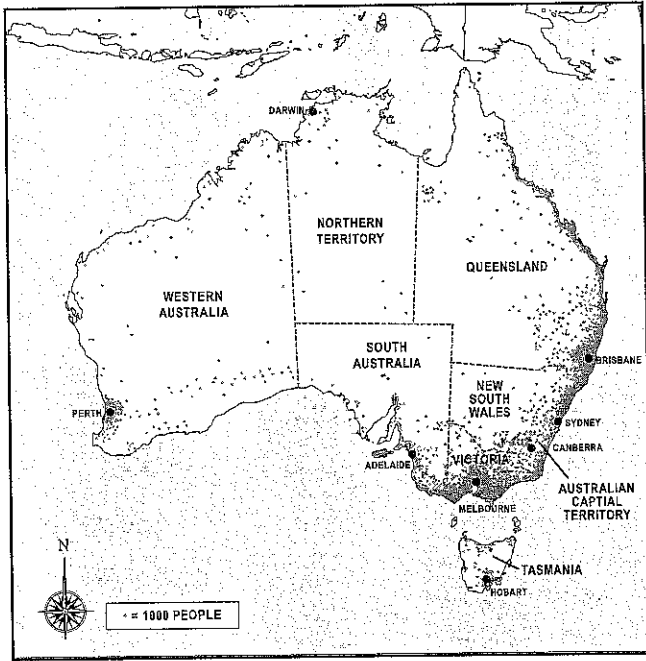 DARWIN
NORTHERN
TERRITORY
QUEENSLAND
WESTERN
AUSTRALIA
SOUTH
AUSTRALIA
BRISBANE
NEW
SOUTH
WALES
PERTH
SYDNEY
CANBERRA
ADELAIDE
VICTORIA
MELBOURNE
AUSTRALIAN
CAPTIAL
TERRITORY
N
TASMANIA
HOBART
= 1000 PEOPLE